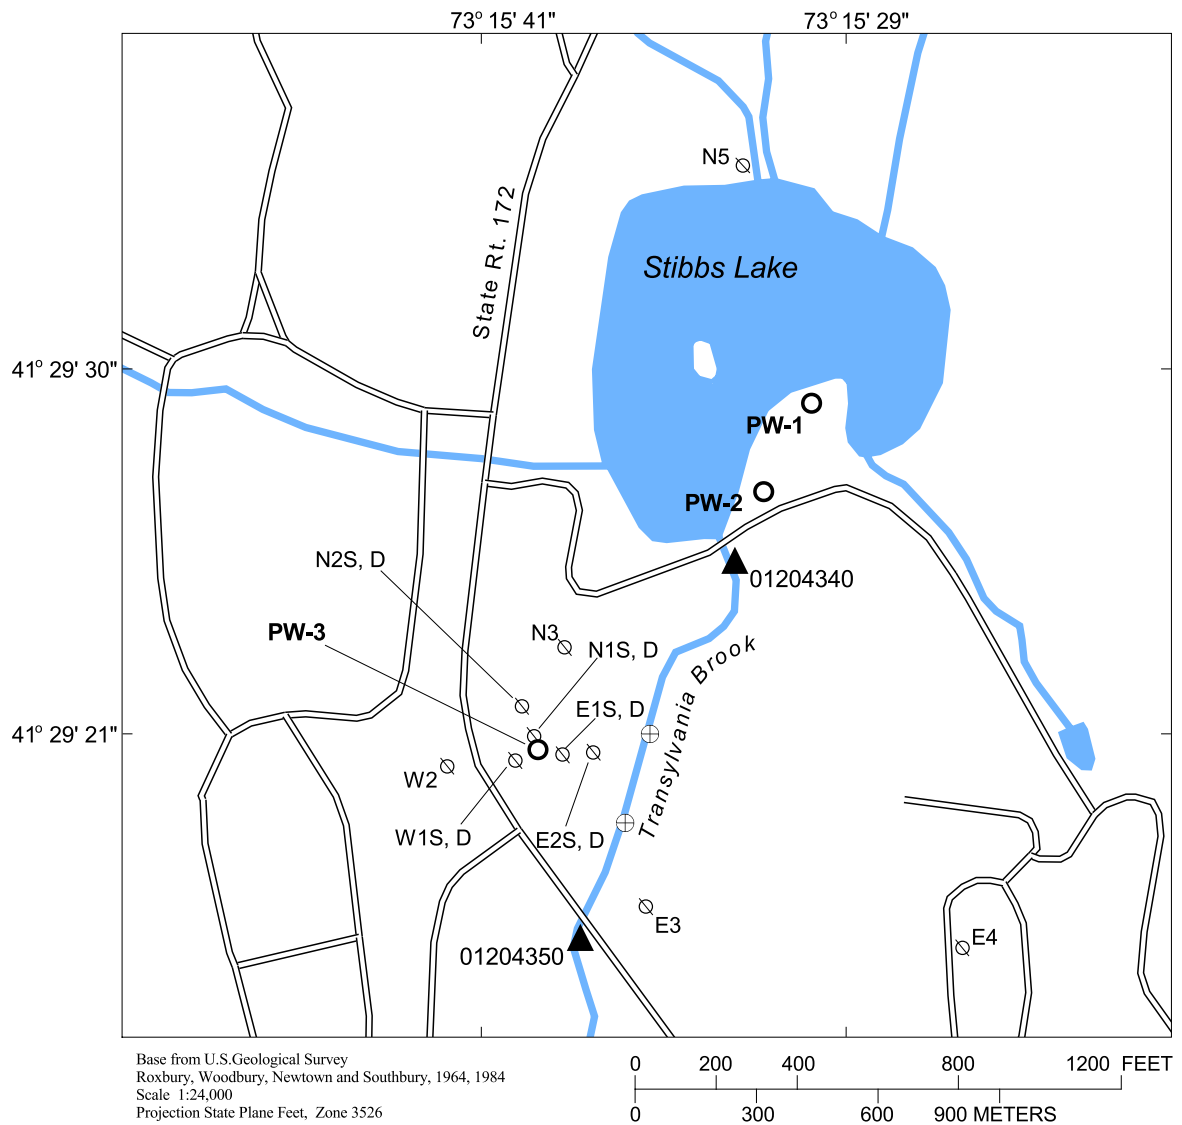 73° 15' 41"
73° 15' 29"
N5
State Rt. 172
Stibbs Lake
41° 29' 30"
PW-1
PW-2
N2S, D
01204340
PW-3
N3
N1S, D
Transylvania Brook
E1S, D
41° 29' 21"
W2
W1S, D
E2S, D
E3
E4
01204350
Base from U.S.Geological Survey
Roxbury, Woodbury, Newtown and Southbury, 1964, 1984
Scale 1:24,000
Projection State Plane Feet, Zone 3526
0 200 400 800 1200 FEET
0 300 600 900 METERS